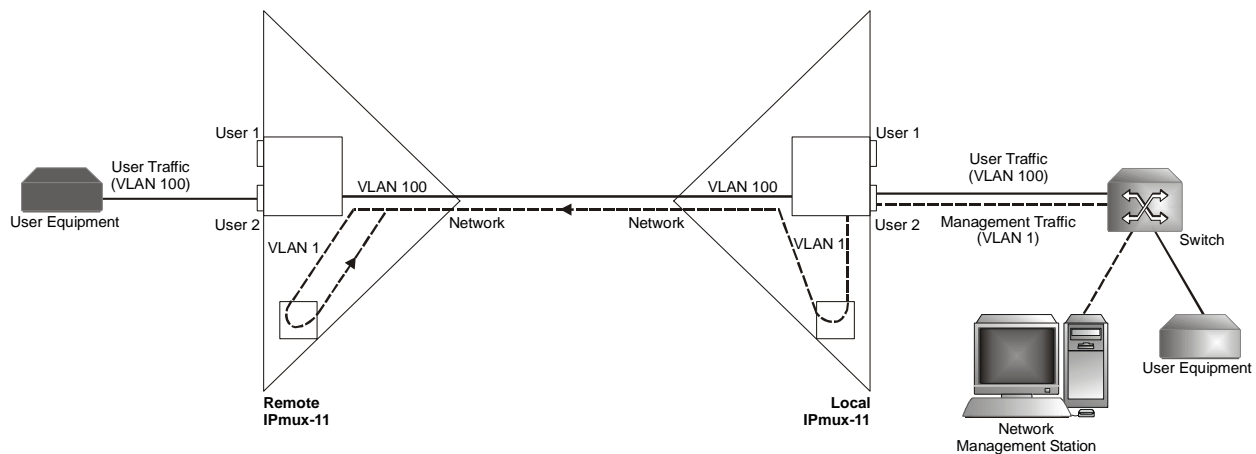 User 1
User Traffic
(VLAN 100)
User Equipment
User 2
VLAN 100
VLAN 1
Network
Remote
IPmux-11
Network
VLAN 100
VLAN 1
User 1
User 2
Local
IPmux-11
User Traffic
(VLAN 100)
Management Traffic
(VLAN 1)
Switch
User Equipment
Network
Management Station